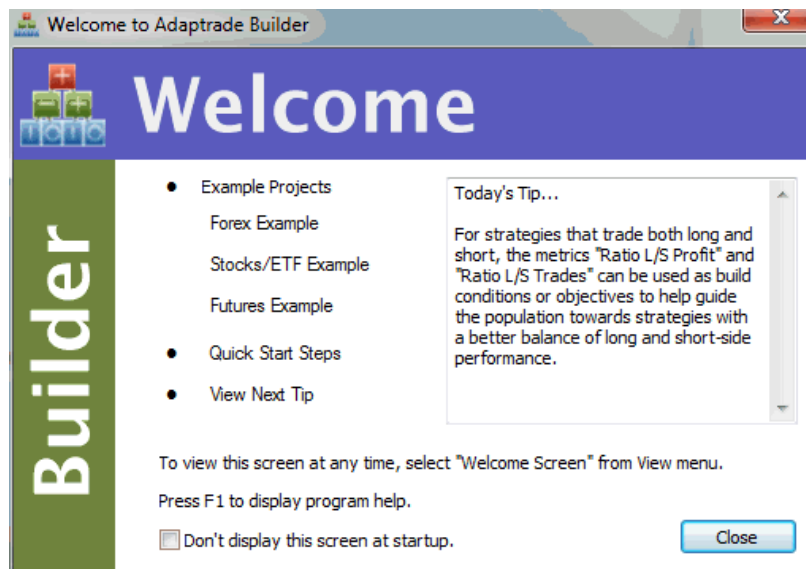 Welcome to Adaptrade Builder
Welcome
Builder
Example Projects
Forex Example
Stocks/ETF Example
Futures Example
Quick Start Steps
View Next Tip
Today's Tip...
For strategies that trade both long and
short, the metrics "Ratio L/S Profit" and
"Ratio L/S Trades" can be used as build
conditions or objectives to help guide
the population towards strategies with
a better balance of long and short-side
performance.
To view this screen at any time, select "Welcome Screen" from View menu.
Press F1 to display program help.
Don't display this screen at startup.
Close